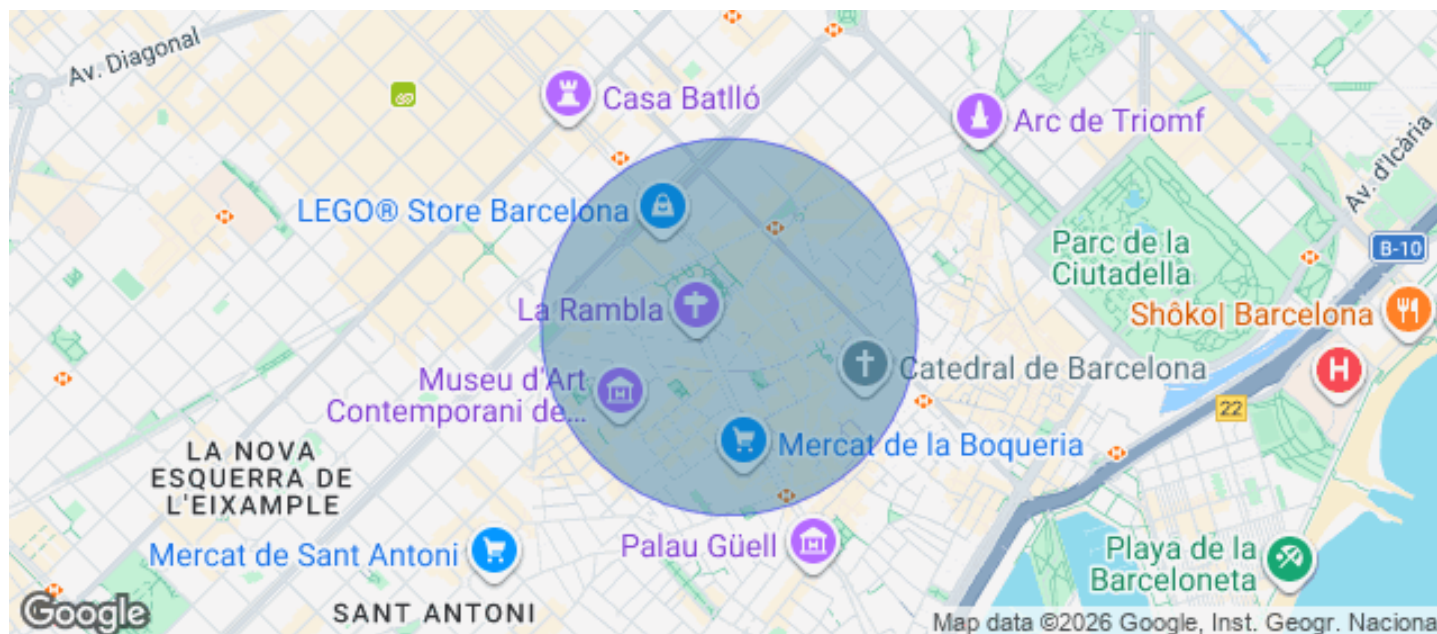 Av. Diagonal
Casa Batlló
Arc de Triomf
Av. d'Icària
LEGO® Store Barcelona
Parc de la
Ciutadella
B-10
La Rambla
Shôko| Barcelona
Museu d'Art
Contemporani de...
Catedral de Barcelona
H
22
LA NOVA
ESQUERRA DE
L'EIXAMPLE
Mercat de la Boqueria
Mercat de Sant Antoni
Palau Güell
Playa de la
Barceloneta
Google
SANT ANTONI
Map data ©2026 Google, Inst. Geogr. Naciona